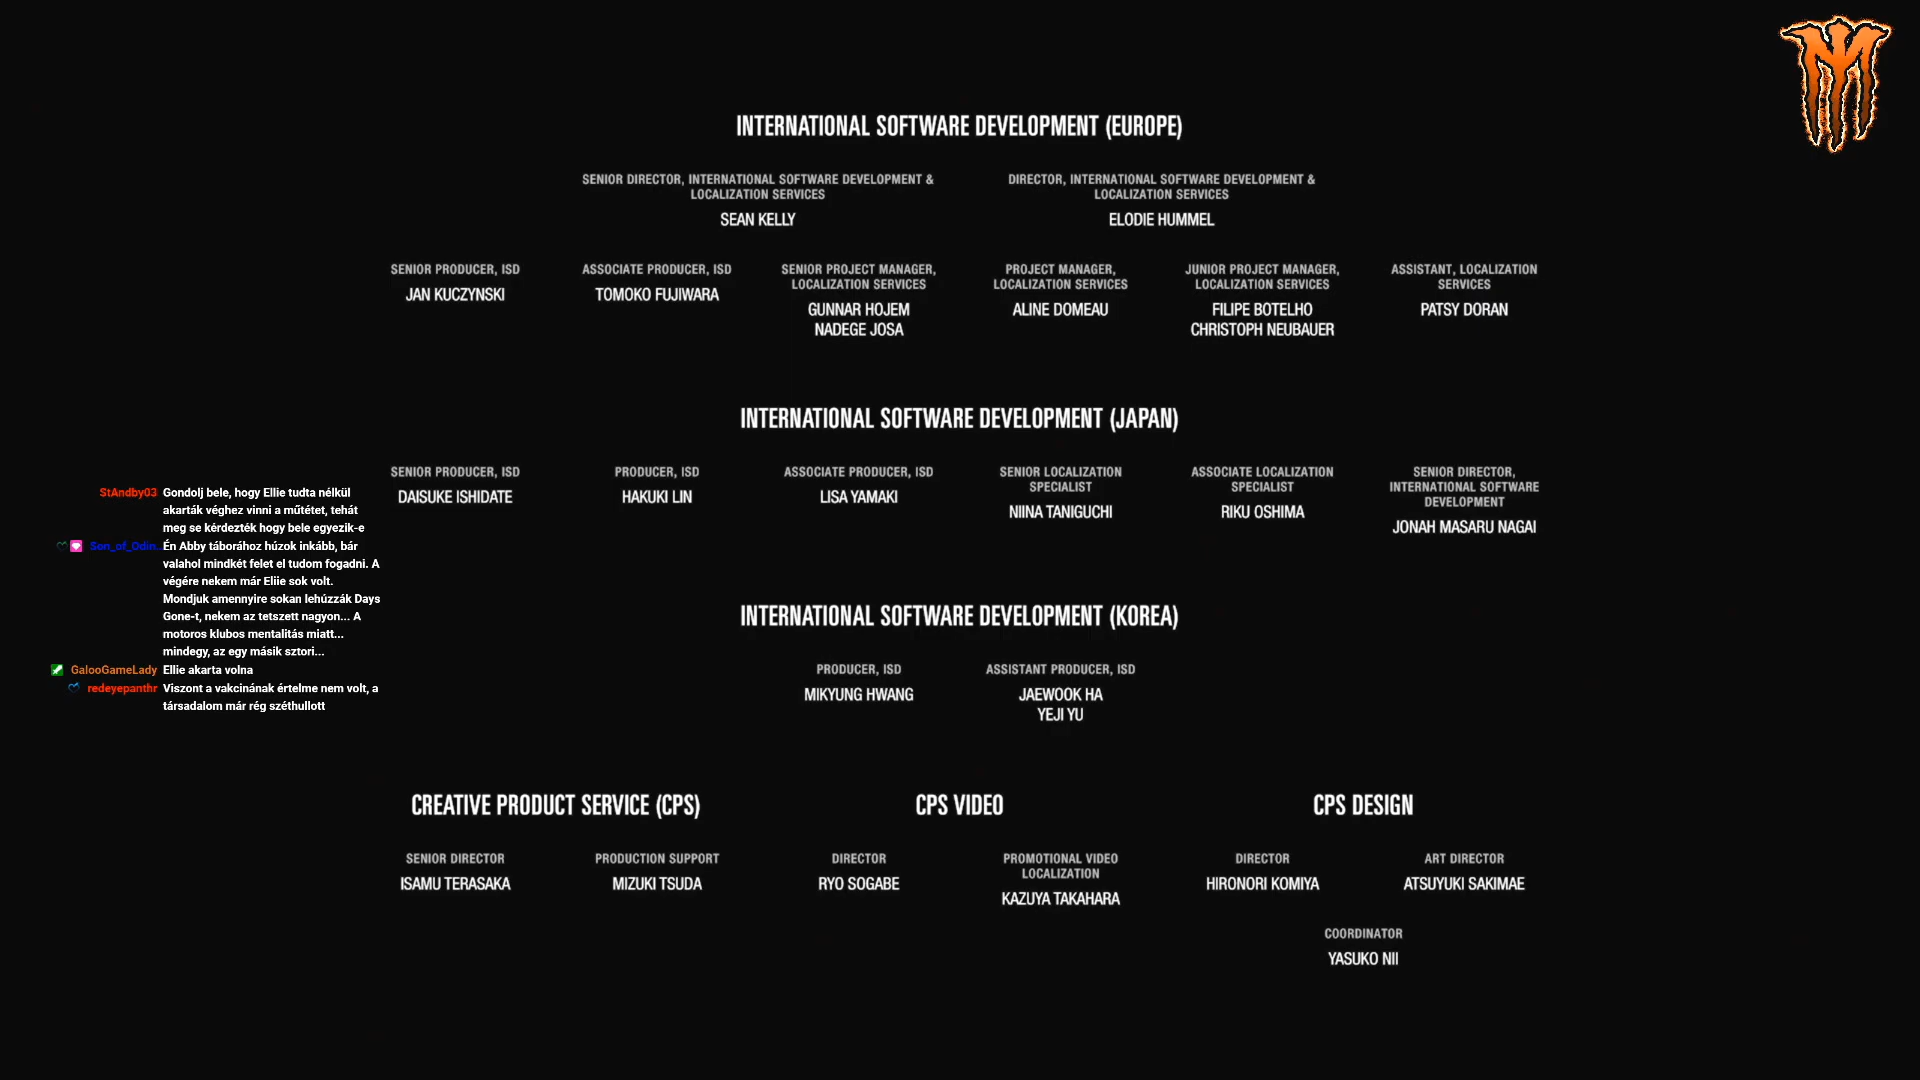 INTERNATIONAL SOFTWARE DEVELOPMENT (EUROPE)
SENIOR DIRECTOR, INTERNATIONAL SOFTWARE DEVELOPMENT &
LOCALIZATION SERVICES
SEAN KELLY
DIRECTOR, INTERNATIONAL SOFTWARE DEVELOPMENT &
LOCALIZATION SERVICES
ELODIE HUMMEL
SENIOR PRODUCER, ISD
JAN KUCZYNSKI
ASSOCIATE PRODUCER, ISD
TOMOKO FUJIWARA
SENIOR PROJECT MANAGER,
LOCALIZATION SERVICES
GUNNAR HOJEM
NADEGE JOSA
PROJECT MANAGER,
LOCALIZATION SERVICES
ALINE DOMEAU
JUNIOR PROJECT MANAGER,
LOCALIZATION SERVICES
FILIPE BOTELHO
CHRISTOPH NEUBAUER
ASSISTANT, LOCALIZATION
SERVICES
PATSY DORAN
INTERNATIONAL SOFTWARE DEVELOPMENT (JAPAN)
SENIOR PRODUCER, ISD
DAISUKE ISHIDATE
PRODUCER, ISD
HAKUKI LIN
ASSOCIATE PRODUCER, ISD
LISA YAMAKI
SENIOR LOCALIZATION
SPECIALIST
NIINA TANIGUCHI
ASSOCIATE LOCALIZATION
SPECIALIST
RIKU OSHIMA
SENIOR DIRECTOR,
INTERNATIONAL SOFTWARE
DEVELOPMENT
JONAH MASARU NAGAI
StAndby03 Gondolj bele, hogy Ellie tudta nélkül
akarták véghez vinni a műtétet, tehát
meg se kérdezték hogy bele egyezik-e
Son_of_Odin.. Én Abby táborához húzok inkább, bár
valahol mindkét felet el tudom fogadni. A
végére nekem már Eliie sok volt.
Mondjuk amennyire sokan lehúzzák Days
Gone-t, nekem az tetszett nagyon... A
motoros klubos mentalitás miatt...
mindegy, az egy másik sztori...
GalooGameLady Ellie akarta volna
redeyepanthr Viszont a vakcinának értelme nem volt, a
társadalom már rég széthullott
INTERNATIONAL SOFTWARE DEVELOPMENT (KOREA)
PRODUCER, ISD
MIKYUNG HWANG
ASSISTANT PRODUCER, ISD
JAEWOOK HA
YEJI YU
CREATIVE PRODUCT SERVICE (CPS)
SENIOR DIRECTOR
ISAMU TERASAKA
PRODUCTION SUPPORT
MIZUKI TSUDA
CPS VIDEO
DIRECTOR
RYO SOGABE
PROMOTIONAL VIDEO
LOCALIZATION
KAZUYA TAKAHARA
CPS DESIGN
DIRECTOR
HIRONORI KOMIYA
ART DIRECTOR
ATSUYUKI SAKIMAE
COORDINATOR
YASUKO NII